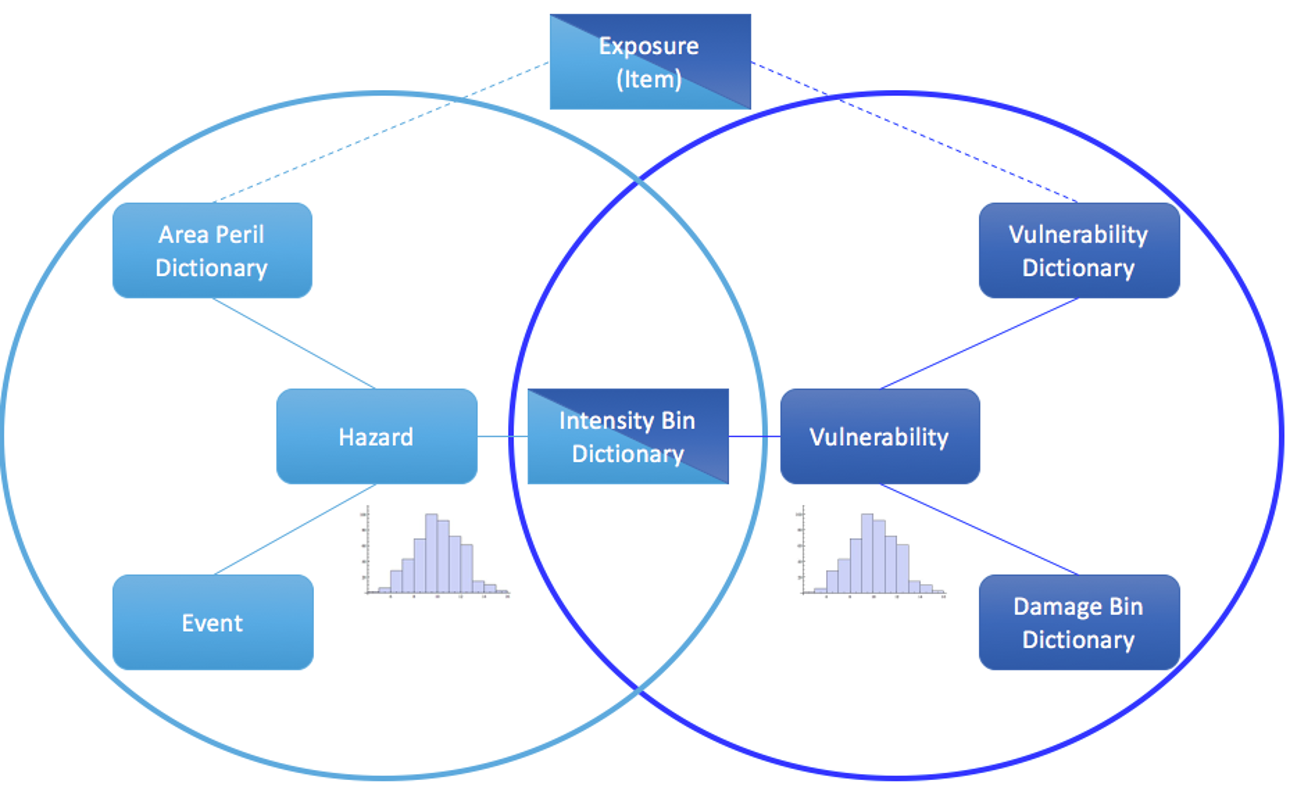 Exposure
(Item)
Area Peril
Dictionary
Vulnerability
Dictionary
Hazard
Intensity Bin
Dictionary
Vulnerability
Event
Damage Bin
Dictionary